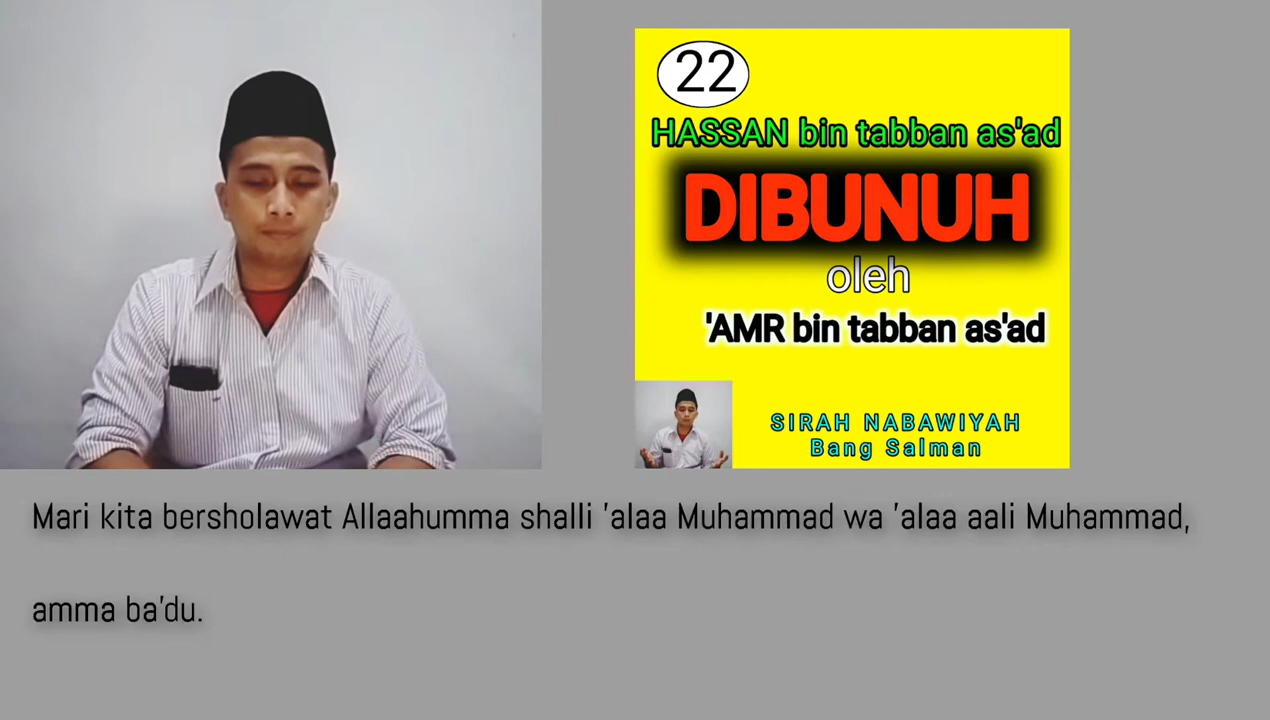 22
HASSAN bin tabban as'ad
DIBUNUH
oleh
'AMR bin tabban as'ad
SIRAH NABAWIYAH
Bang Salman
Mari kita bersholawat Allaahumma shalli 'alaa Muhammad wa 'alaa aali Muhammad,
amma ba'du.